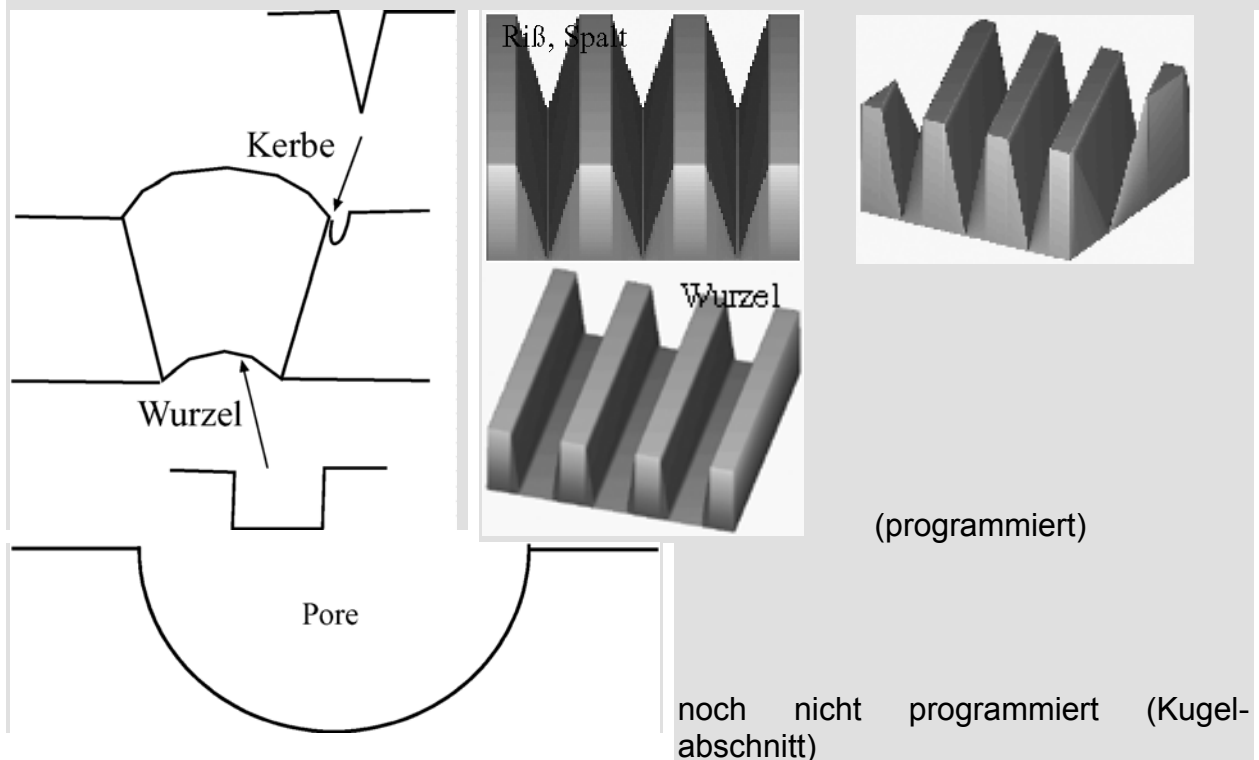 Kerbe
Wurzel
Riß, Spalt
Wurzel
(programmiert)
Pore
noch nicht programmiert (Kugel-
abschnitt)